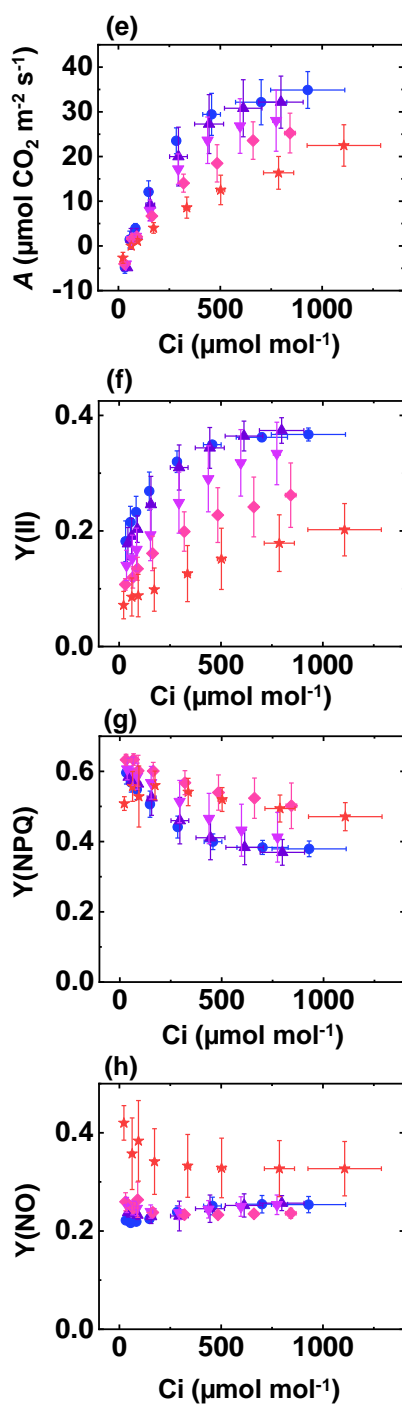 (e)
40
30
20
10
0
-10
A (µmol CO₂ m⁻² s⁻¹)
0 500 1000
Ci (µmol mol⁻¹)
(f)
0.4
0.2
0.0
Y(II)
0 500 1000
Ci (µmol mol⁻¹)
(g)
0.6
0.4
0.2
0.0
Y(NPQ)
0 500 1000
Ci (µmol mol⁻¹)
(h)
0.4
0.2
0.0
Y(NO)
0 500 1000
Ci (µmol mol⁻¹)